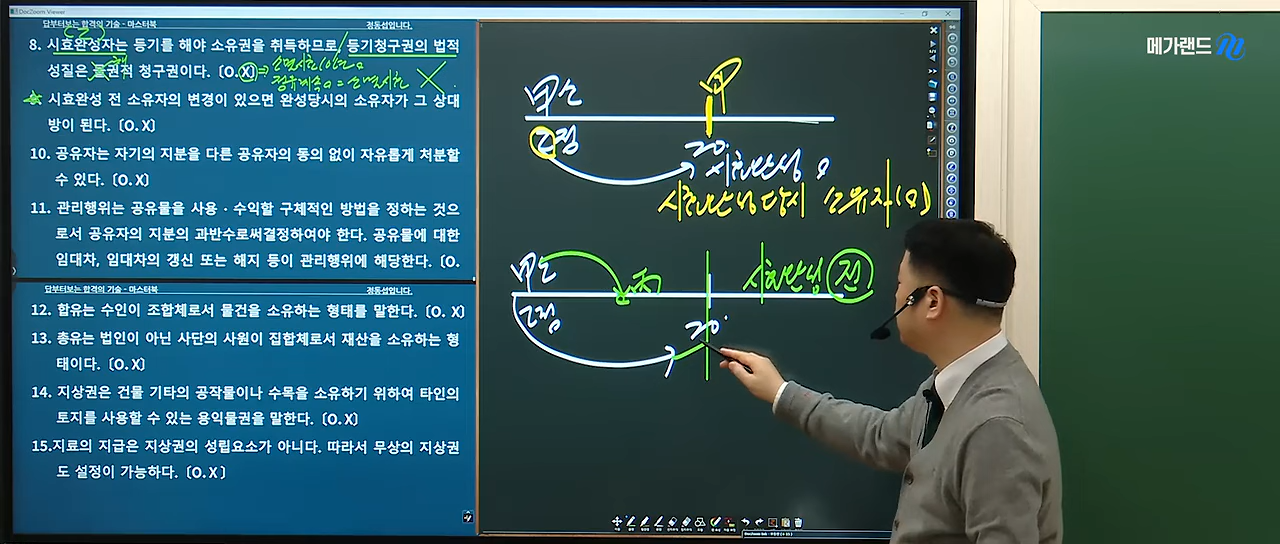 DocZoom Viewer
답부터보는 합격의 기술 - 마스터북
정동섭입니다.
8. 시효완성자는 등기를 해야 소유권을 취득하므로 등기청구권의 법적
성질은 물권적 청구권이다. 〔O.X〕
시효완성 전 소유자의 변경이 있으면 완성당시의 소유자가 그 상대
방이 된다. 〔O.X〕
10. 공유자는 자기의 지분을 다른 공유자의 동의 없이 자유롭게 처분할
수 있다. 〔O.X〕
11. 관리행위는 공유물을 사용 · 수익할 구체적인 방법을 정하는 것으
로서 공유자의 지분의 과반수로써결정하여야 한다. 공유물에 대한
임대차, 임대차의 갱신 또는 해지 등이 관리행위에 해당한다. 〔O.
답부터보는 합격의 기술 - 마스터북
정동섭입니다.
12. 합유는 수인이 조합체로서 물건을 소유하는 형태를 말한다. 〔O. X〕
13. 총유는 법인이 아닌 사단의 사원이 집합체로서 재산을 소유하는 형
태이다. 〔O. X〕
14. 지상권은 건물 기타의 공작물이나 수목을 소유하기 위하여 타인의
토지를 사용할 수 있는 용익물권을 말한다. 〔O. X〕
15.지료의 지급은 지상권의 성립요소가 아니다. 따라서 무상의 지상권
도 설정이 가능하다. 〔O. X 〕
甲소
乙점
20
시효완성
시효완성당시 소유자(
甲소
丙
시효완성 전
乙점
20
메가랜드